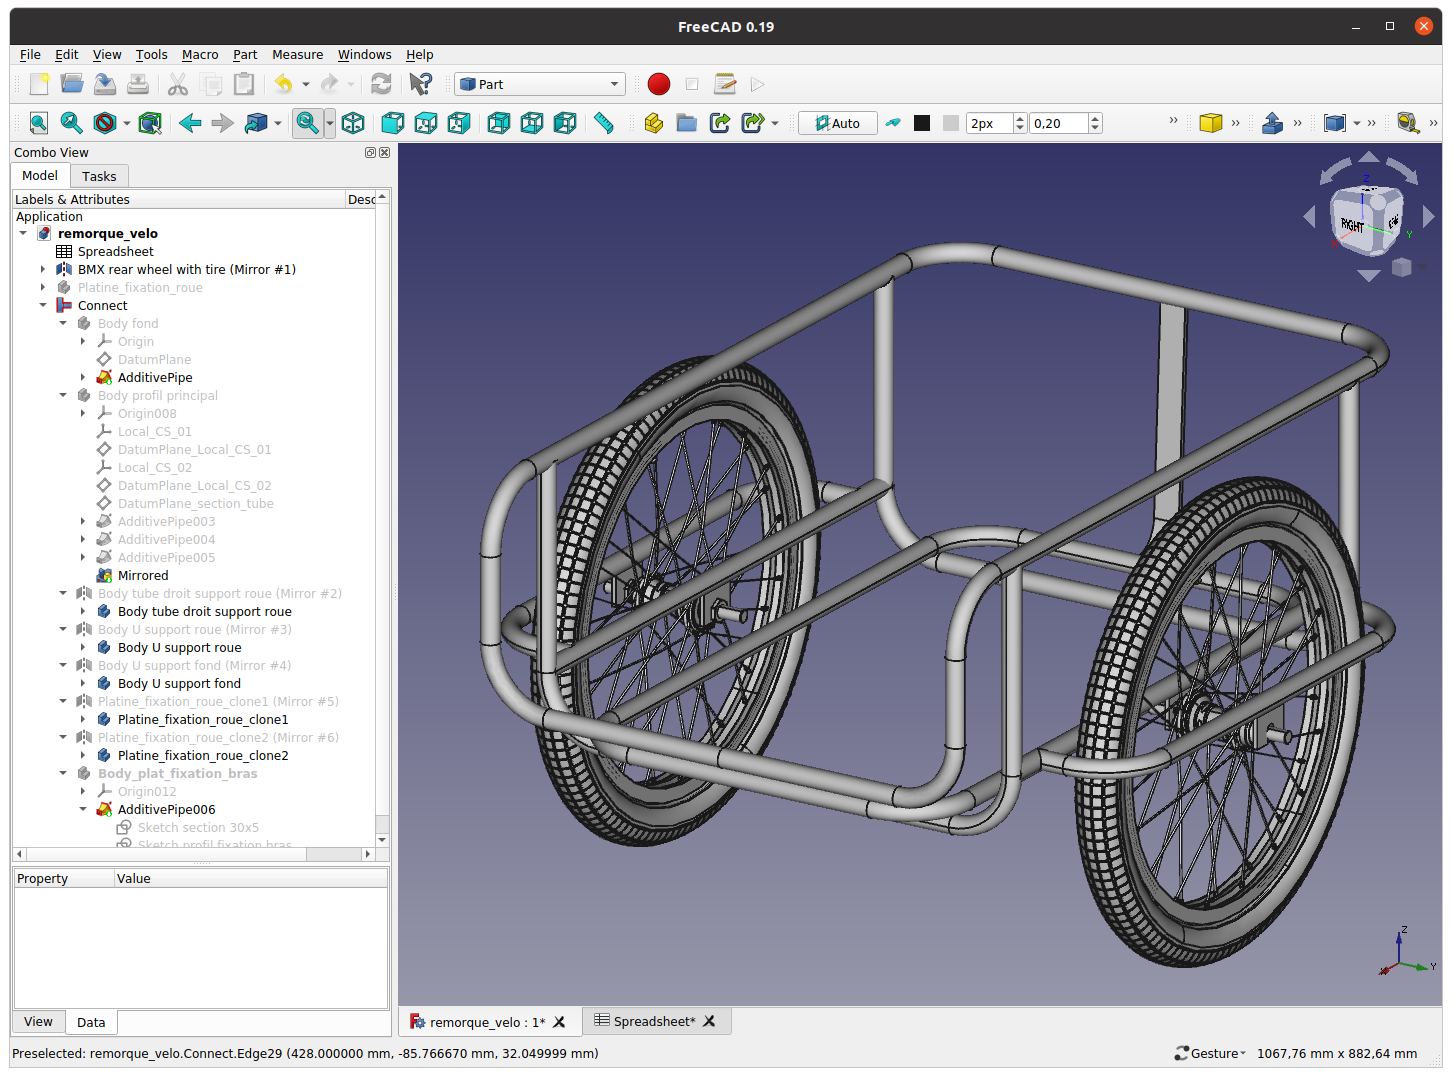 FreeCAD 0.19
File Edit View Tools Macro Part Measure Windows Help
Part
Auto 2px 0,20
Combo View
Model Tasks
Labels & Attributes Desc
Application
remorque_velo
Spreadsheet
BMX rear wheel with tire (Mirror #1)
Platine_fixation_roue
Connect
Body fond
Origin
DatumPlane
AdditivePipe
Body profil principal
Origin008
Local_CS_01
DatumPlane_Local_CS_01
Local_CS_02
DatumPlane_Local_CS_02
DatumPlane_section_tube
AdditivePipe003
AdditivePipe004
AdditivePipe005
Mirrored
Body tube droit support roue (Mirror #2)
Body tube droit support roue
Body U support roue (Mirror #3)
Body U support roue
Body U support fond (Mirror #4)
Body U support fond
Platine_fixation_roue_clone1 (Mirror #5)
Platine_fixation_roue_clone1
Platine_fixation_roue_clone2 (Mirror #6)
Platine_fixation_roue_clone2
Body_plat_fixation_bras
Origin012
AdditivePipe006
Sketch section 30x5
Sketch profil fixation bras
Property Value
View Data
Z
RIGHT
Y
Z
Y
X
remorque_velo : 1* Spreadsheet*
Preselected: remorque_velo.Connect.Edge29 (428.000000 mm, -85.766670 mm, 32.049999 mm)
Gesture 1067,76 mm x 882,64 mm